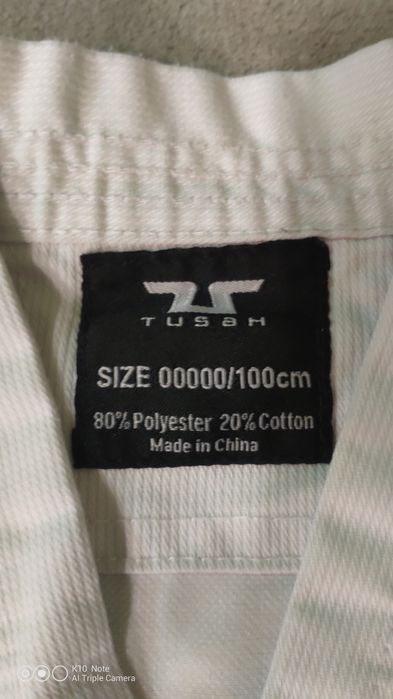 TUSAH
SIZE 00000/100cm
80% Polyester 20% Cotton
Made in China
K10 Note
AI Triple Camera